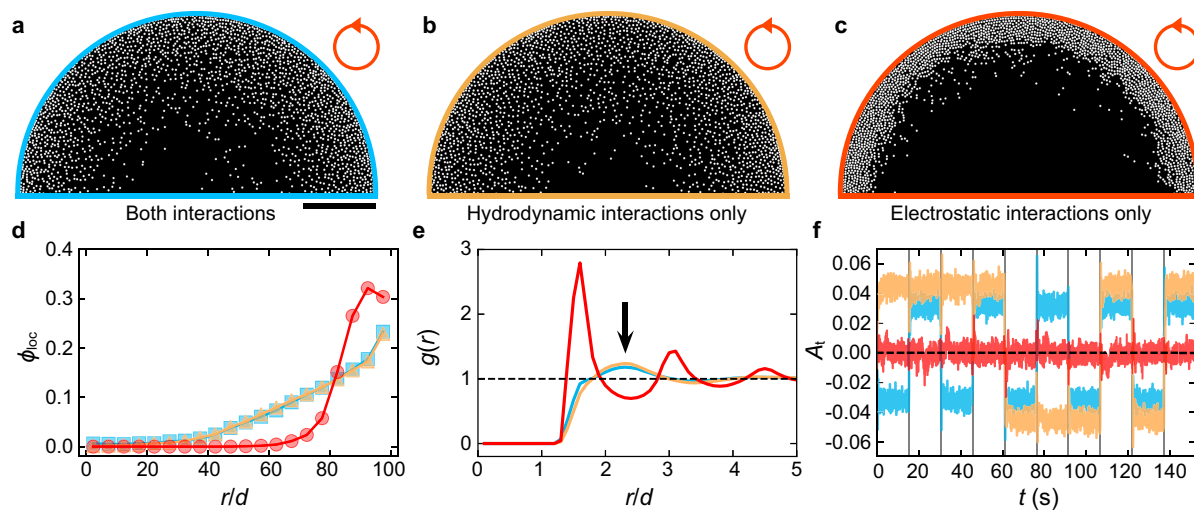 a
b
c
Both interactions
Hydrodynamic interactions only
Electrostatic interactions only
d
e
f
0.4
0.3
0.2
0.1
0.0
ϕloc
0 20 40 60 80 100
r/d
3
2
1
0
g(r)
0 1 2 3 4 5
r/d
0.06
0.04
0.02
0.00
-0.02
-0.04
-0.06
At
0 20 40 60 80 100 120 140
t (s)